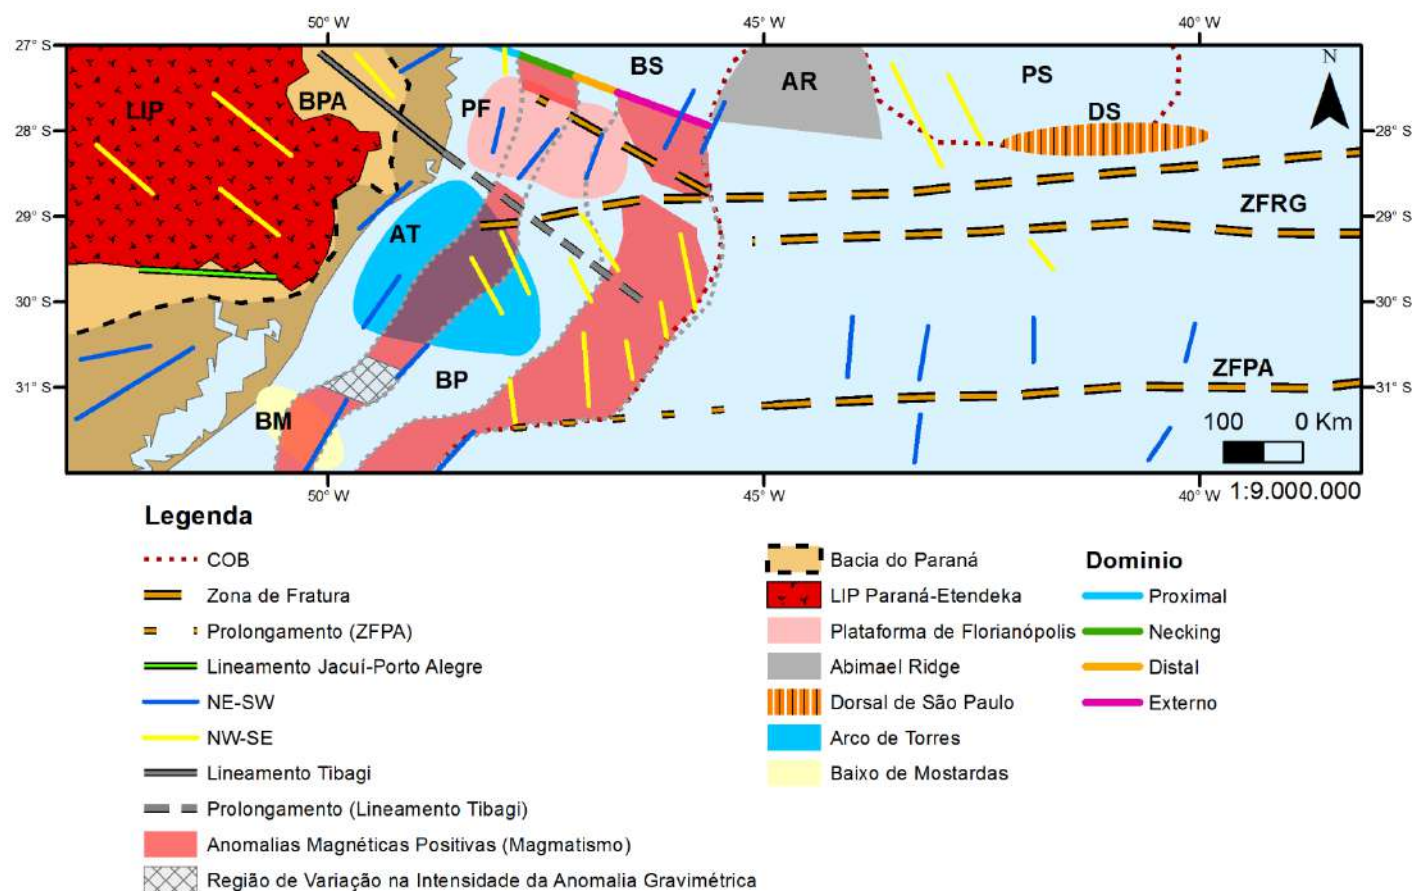 50° W 45° W 40° W
27° S
28° S
29° S
30° S
31° S
LIP
BPA
PF
BS
AR
PS
DS
N
28° S
AT
ZFRG
29° S
30° S
BP
ZFPA
31° S
BM
100 0 Km
50° W 45° W 40° W
1:9.000.000
Legenda
COB
Zona de Fratura
Prolongamento (ZFPA)
Lineamento Jacuí-Porto Alegre
NE-SW
NW-SE
Lineamento Tibagi
Prolongamento (Lineamento Tibagi)
Anomalias Magnéticas Positivas (Magmatismo)
Região de Variação na Intensidade da Anomalia Gravimétrica
Bacia do Paraná
LIP Paraná-Etendeka
Plataforma de Florianópolis
Abimael Ridge
Dorsal de São Paulo
Arco de Torres
Baixo de Mostardas
Dominio
Proximal
Necking
Distal
Externo